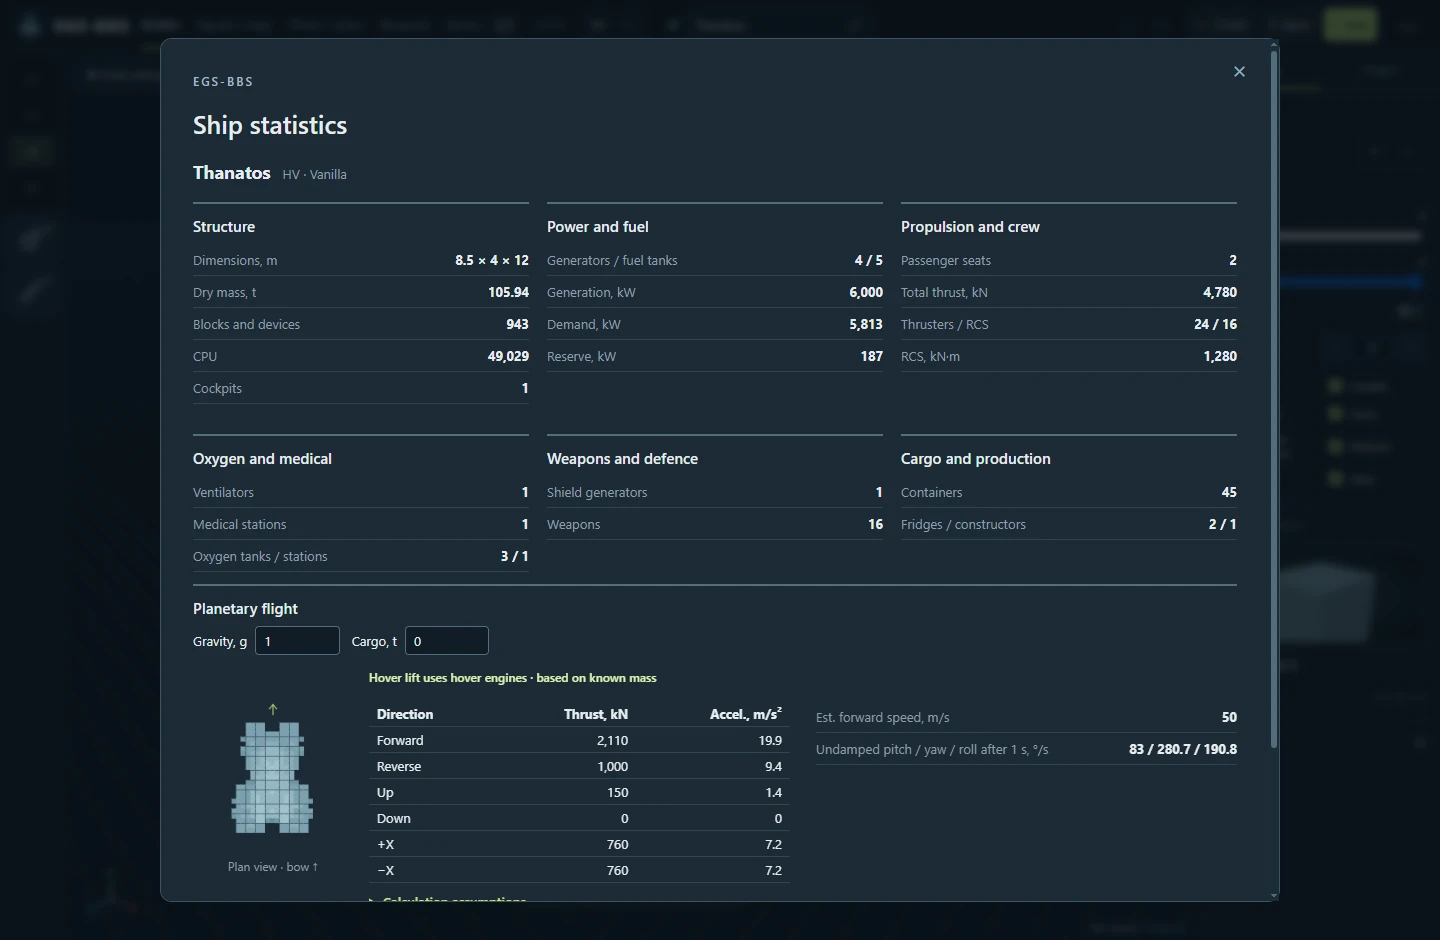 EGS-BBS
Ship statistics
Thanatos HV · Vanilla
Structure
Dimensions, m 8.5 × 4 × 12
Dry mass, t 105.94
Blocks and devices 943
CPU 49,029
Cockpits 1
Power and fuel
Generators / fuel tanks 4 / 5
Generation, kW 6,000
Demand, kW 5,813
Reserve, kW 187
Propulsion and crew
Passenger seats 2
Total thrust, kN 4,780
Thrusters / RCS 24 / 16
RCS, kN·m 1,280
Oxygen and medical
Ventilators 1
Medical stations 1
Oxygen tanks / stations 3 / 1
Weapons and defence
Shield generators 1
Weapons 16
Cargo and production
Containers 45
Fridges / constructors 2 / 1
Planetary flight
Gravity, g 1 Cargo, t 0
Hover lift uses hover engines · based on known mass
Plan view · bow ↑
Direction Thrust, kN Accel., m/s²
Forward 2,110 19.9
Reverse 1,000 9.4
Up 150 1.4
Down 0 0
+X 760 7.2
−X 760 7.2
Est. forward speed, m/s 50
Undamped pitch / yaw / roll after 1 s, °/s 83 / 280.7 / 190.8
Calculation assumptions